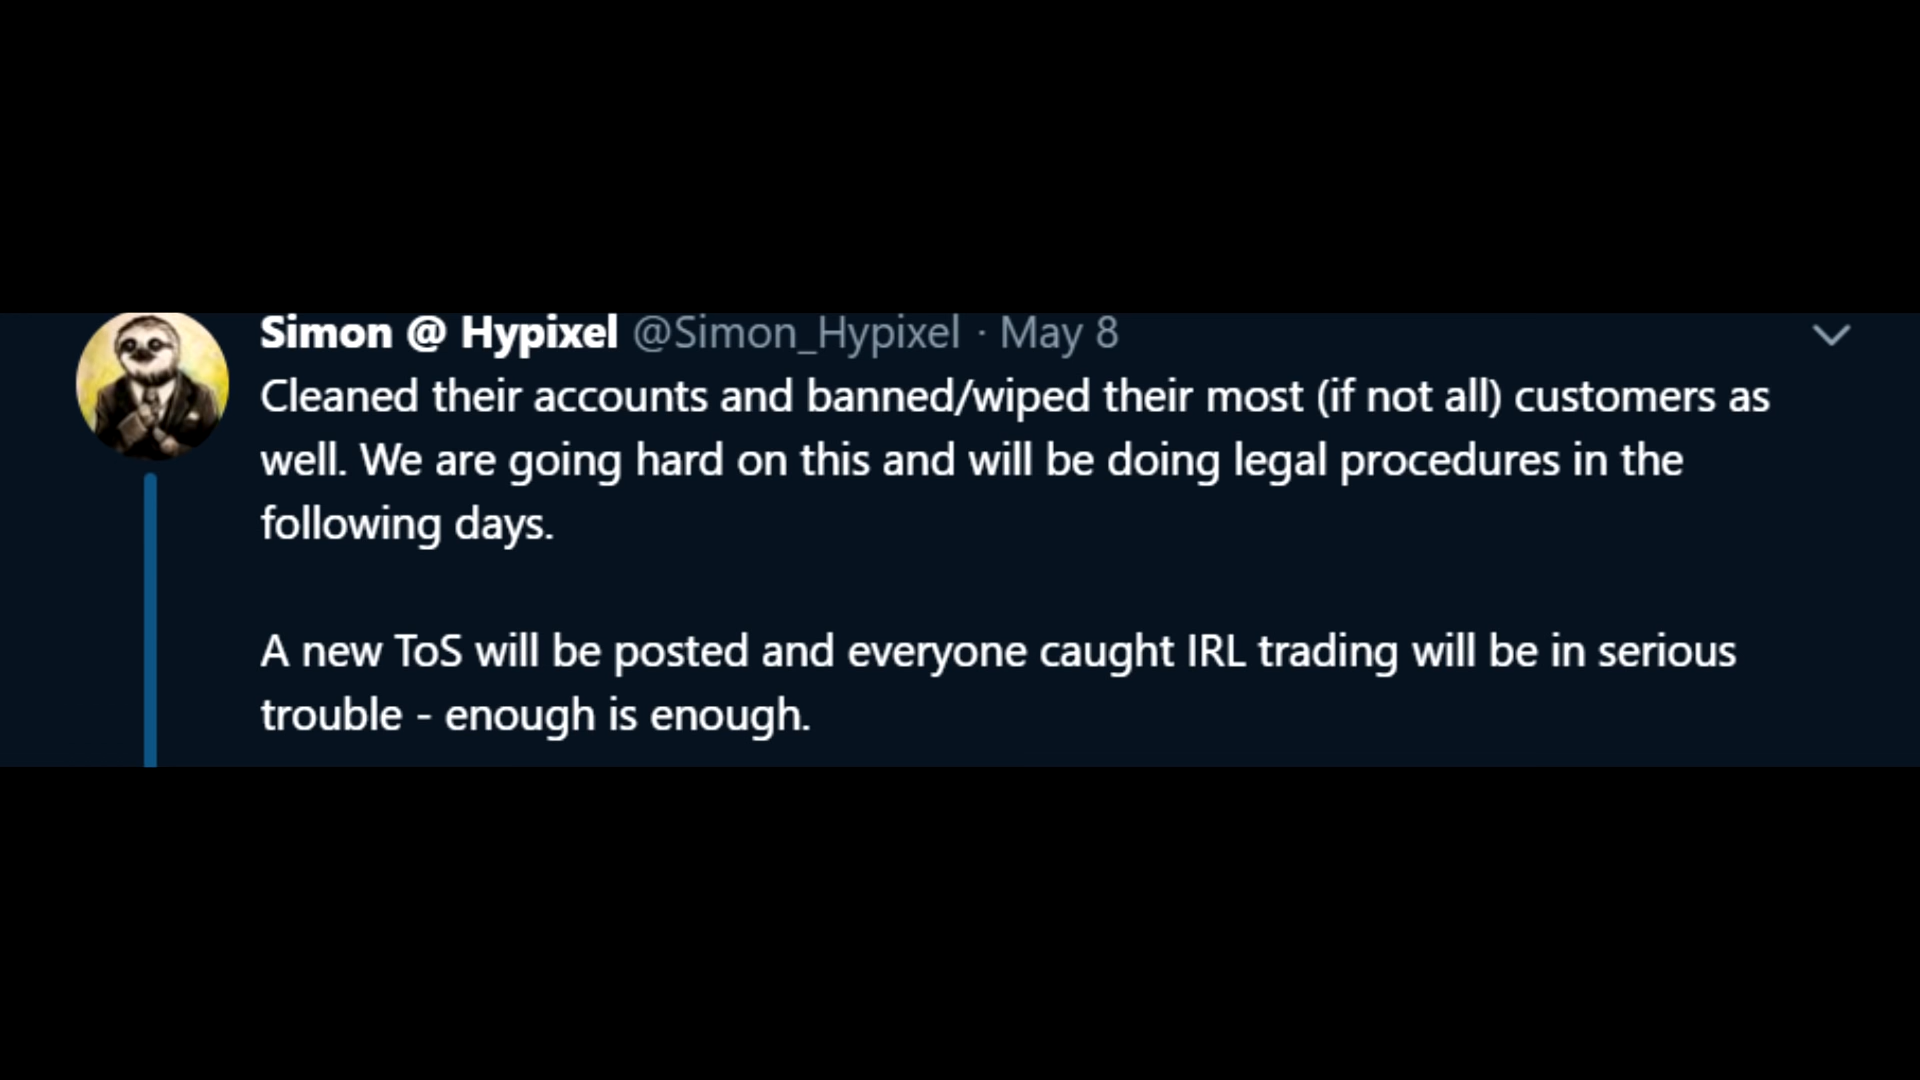 Simon @ Hypixel @Simon_Hypixel · May 8
Cleaned their accounts and banned/wiped their most (if not all) customers as
well. We are going hard on this and will be doing legal procedures in the
following days.
A new ToS will be posted and everyone caught IRL trading will be in serious
trouble - enough is enough.